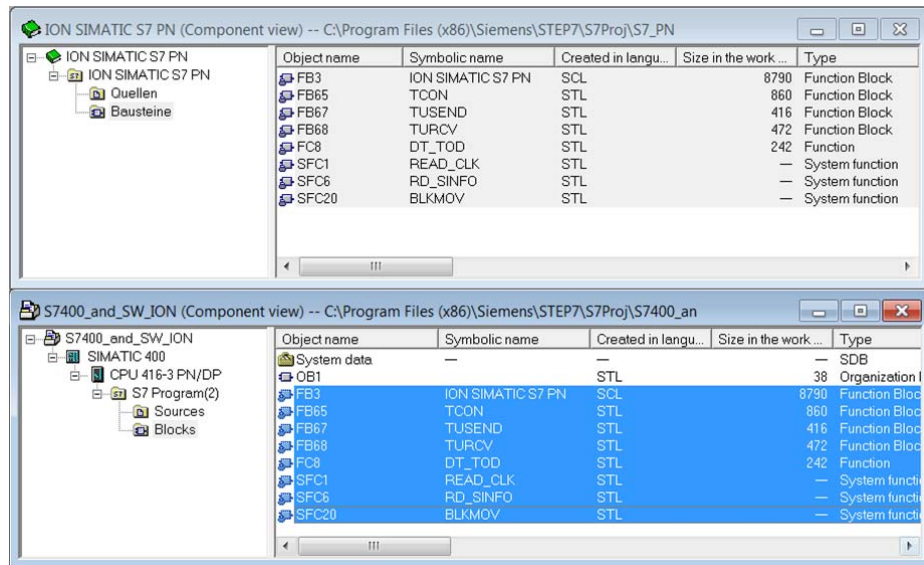 ION SIMATIC S7 PN (Component view) -- C:\Program Files (x86)\Siemens\STEP7\S7Proj\S7_PN
ION SIMATIC S7 PN
ION SIMATIC S7 PN
Quellen
Bausteine
Object name Symbolic name Created in langu... Size in the work ... Type
FB3 ION SIMATIC S7 PN SCL 8790 Function Block
FB65 TCON STL 860 Function Block
FB67 TUSEND STL 416 Function Block
FB68 TURCV STL 472 Function Block
FC8 DT_TOD STL 242 Function
SFC1 READ_CLK STL — System function
SFC6 RD_SINFO STL — System function
SFC20 BLKMOV STL — System function
S7400_and_SW_ION (Component view) -- C:\Program Files (x86)\Siemens\STEP7\S7Proj\S7400_an
S7400_and_SW_ION
SIMATIC 400
CPU 416-3 PN/DP
S7 Program(2)
Sources
Blocks
Object name Symbolic name Created in langu... Size in the work ... Type
System data — — — SDB
OB1 STL 38 Organization
FB3 ION SIMATIC S7 PN SCL 8790 Function Bloc
FB65 TCON STL 860 Function Bloc
FB67 TUSEND STL 416 Function Bloc
FB68 TURCV STL 472 Function Bloc
FC8 DT_TOD STL 242 Function
SFC1 READ_CLK STL — System functi
SFC6 RD_SINFO STL — System functi
SFC20 BLKMOV STL — System functi